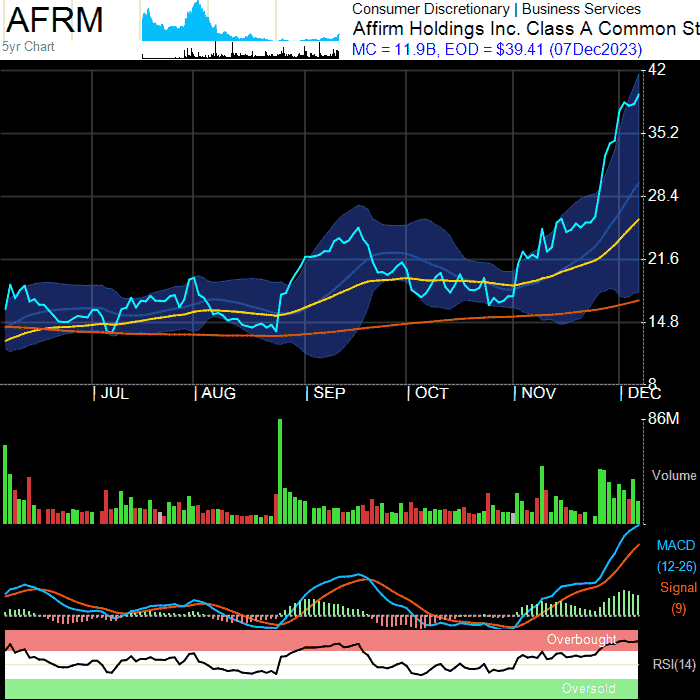 AFRM
5yr Chart
Consumer Discretionary | Business Services
Affirm Holdings Inc. Class A Common St
MC = 11.9B, EOD = $39.41 (07Dec2023)
42
35.2
28.4
21.6
14.8
8
JUL
AUG
SEP
OCT
NOV
DEC
86M
Volume
MACD
(12-26)
Signal
(9)
Overbought
RSI(14)
Oversold